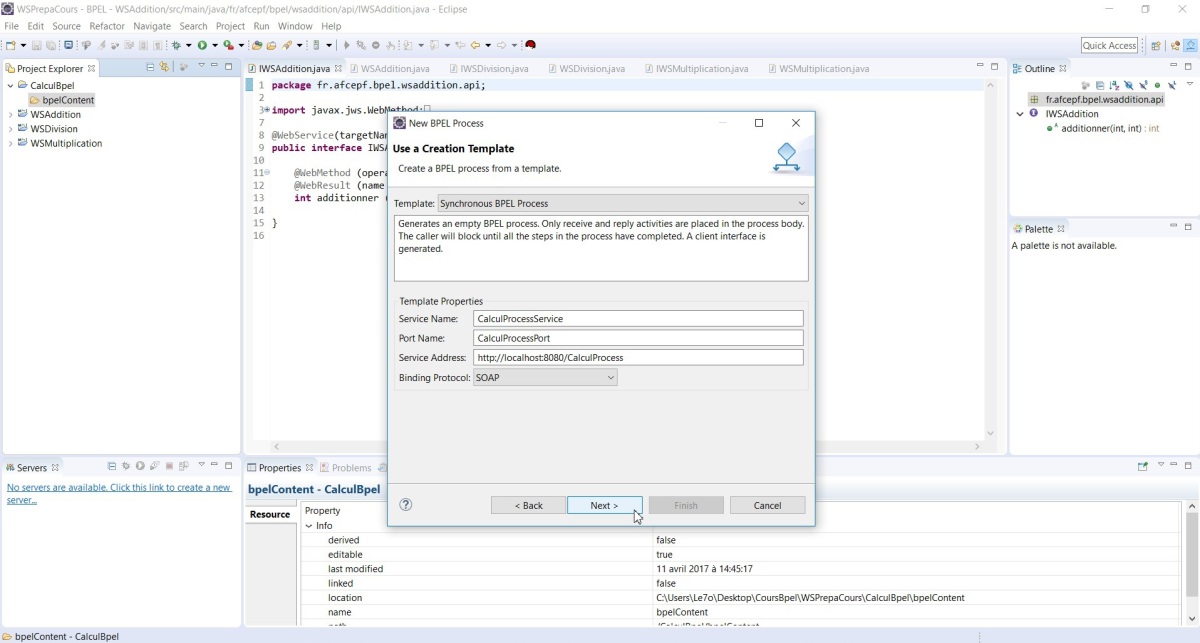 WSPrepaCours - BPEL - WSAddition/src/main/java/fr/afcepf/bpel/wsaddition/api/IWSAddition.java - Eclipse
File Edit Source Refactor Navigate Search Project Run Window Help
Quick Access
Project Explorer
CalculBpel
bpelContent
WSAddition
WSDivision
WSMultiplication
IWSAddition.java WSAddition.java IWSDivision.java WSDivision.java IWSMultiplication.java WSMultiplication.java
1 package fr.afcepf.bpel.wsaddition.api;
2
3 import javax.jws.WebMethod;
7
8 @WebService(targetNam
9 public interface IWSA
10
11 @WebMethod (opera
12 @WebResult (name
13 int additionner (
14
15 }
16
New BPEL Process
Use a Creation Template
Create a BPEL process from a template.
Template: Synchronous BPEL Process
Generates an empty BPEL process. Only receive and reply activities are placed in the process body.
The caller will block until all the steps in the process have completed. A client interface is
generated.
Template Properties
Service Name: CalculProcessService
Port Name: CalculProcessPort
Service Address: http://localhost:8080/CalculProcess
Binding Protocol: SOAP
< Back Next > Finish Cancel
Outline
fr.afcepf.bpel.wsaddition.api
IWSAddition
additionner(int, int) : int
Palette
A palette is not available.
Servers
No servers are available. Click this link to create a new
server...
Properties Problems
bpelContent - CalculBpel
Resource
Property
Info
derived false
editable true
last modified 11 avril 2017 à 14:45:17
linked false
location C:\Users\Le7o\Desktop\CoursBpel\WSPrepaCours\CalculBpel\bpelContent
name bpelContent
path /CalculBpel/bpelContent
bpelContent - CalculBpel